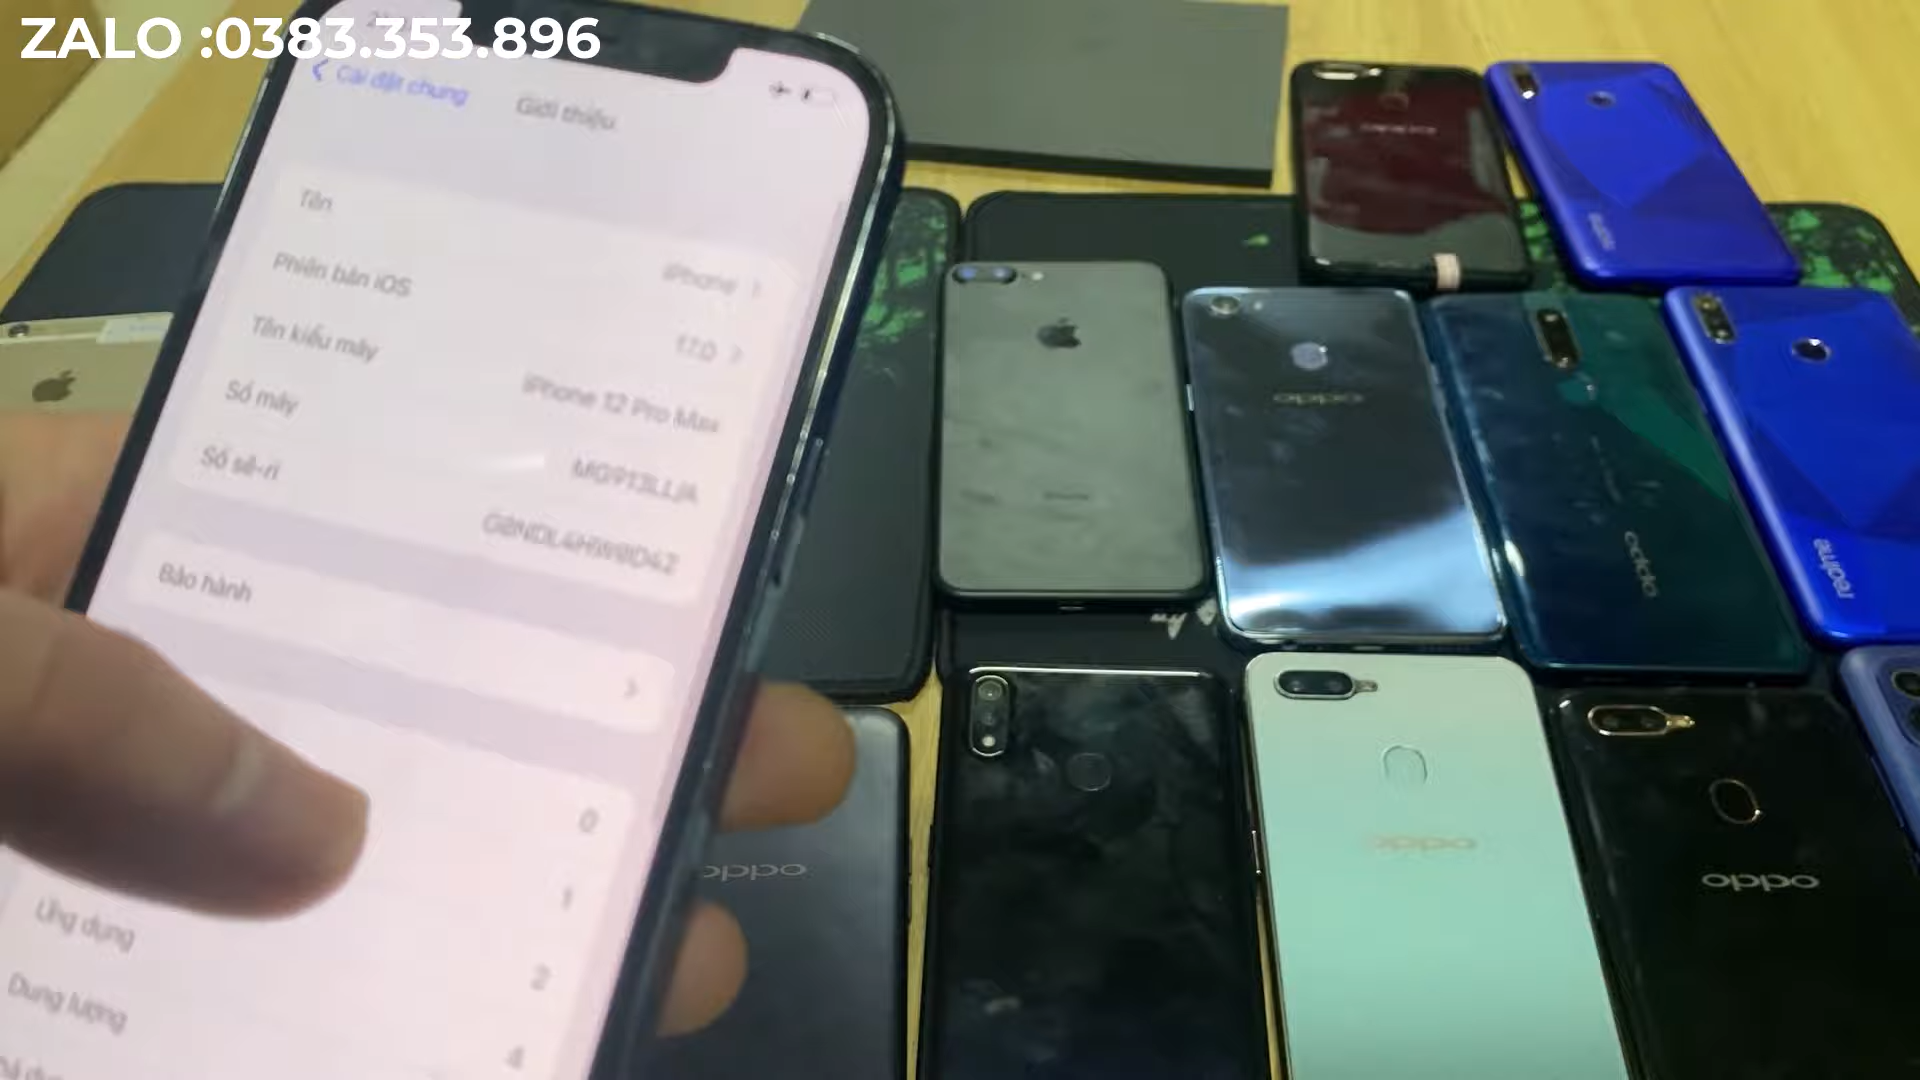 ZALO :0383.353.896
Cài đặt chung
Giới thiệu
Tên
iPhone
Phiên bản iOS
17.0
Tên kiểu máy
iPhone 12 Pro Max
Số máy
Số sê-ri
Bảo hành
0
1
Ứng dụng
2
Dung lượng
4
realme
realme
oppo
oppo
oppo
oppo
oppo